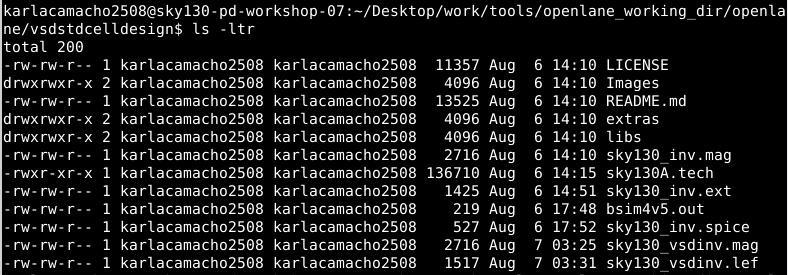 karlacamacho2508@sky130-pd-workshop-07:~/Desktop/work/tools/openlane_working_dir/openla
ne/vsdstdcelldesign$ ls -ltr
total 200
-rw-rw-r-- 1 karlacamacho2508 karlacamacho2508  11357 Aug  6 14:10 LICENSE
drwxrwxr-x 2 karlacamacho2508 karlacamacho2508   4096 Aug  6 14:10 Images
-rw-rw-r-- 1 karlacamacho2508 karlacamacho2508  13525 Aug  6 14:10 README.md
drwxrwxr-x 2 karlacamacho2508 karlacamacho2508   4096 Aug  6 14:10 extras
drwxrwxr-x 2 karlacamacho2508 karlacamacho2508   4096 Aug  6 14:10 libs
-rw-rw-r-- 1 karlacamacho2508 karlacamacho2508   2716 Aug  6 14:10 sky130_inv.mag
-rwxr-xr-x 1 karlacamacho2508 karlacamacho2508 136710 Aug  6 14:15 sky130A.tech
-rw-rw-r-- 1 karlacamacho2508 karlacamacho2508   1425 Aug  6 14:51 sky130_inv.ext
-rw-rw-r-- 1 karlacamacho2508 karlacamacho2508    219 Aug  6 17:48 bsim4v5.out
-rw-rw-r-- 1 karlacamacho2508 karlacamacho2508    527 Aug  6 17:52 sky130_inv.spice
-rw-rw-r-- 1 karlacamacho2508 karlacamacho2508   2716 Aug  7 03:25 sky130_vsdinv.mag
-rw-rw-r-- 1 karlacamacho2508 karlacamacho2508   1517 Aug  7 03:31 sky130_vsdinv.lef